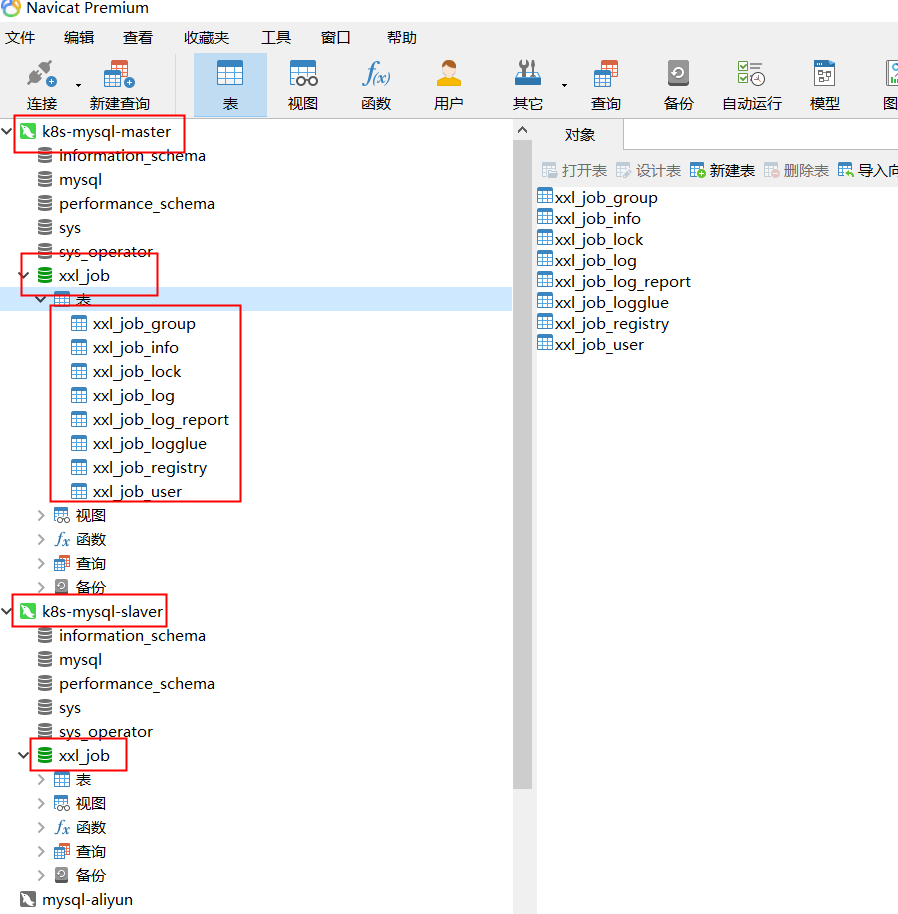 Navicat Premium
文件 编辑 查看 收藏夹 工具 窗口 帮助
连接 新建查询 表 视图 函数 用户 其它 查询 备份 自动运行 模型 图
k8s-mysql-master
information_schema
mysql
performance_schema
sys
sys_operator
xxl_job
表
xxl_job_group
xxl_job_info
xxl_job_lock
xxl_job_log
xxl_job_log_report
xxl_job_logglue
xxl_job_registry
xxl_job_user
视图
函数
查询
备份
k8s-mysql-slaver
information_schema
mysql
performance_schema
sys
sys_operator
xxl_job
表
视图
函数
查询
备份
mysql-aliyun
对象
打开表 设计表 新建表 删除表 导入向
xxl_job_group
xxl_job_info
xxl_job_lock
xxl_job_log
xxl_job_log_report
xxl_job_logglue
xxl_job_registry
xxl_job_user